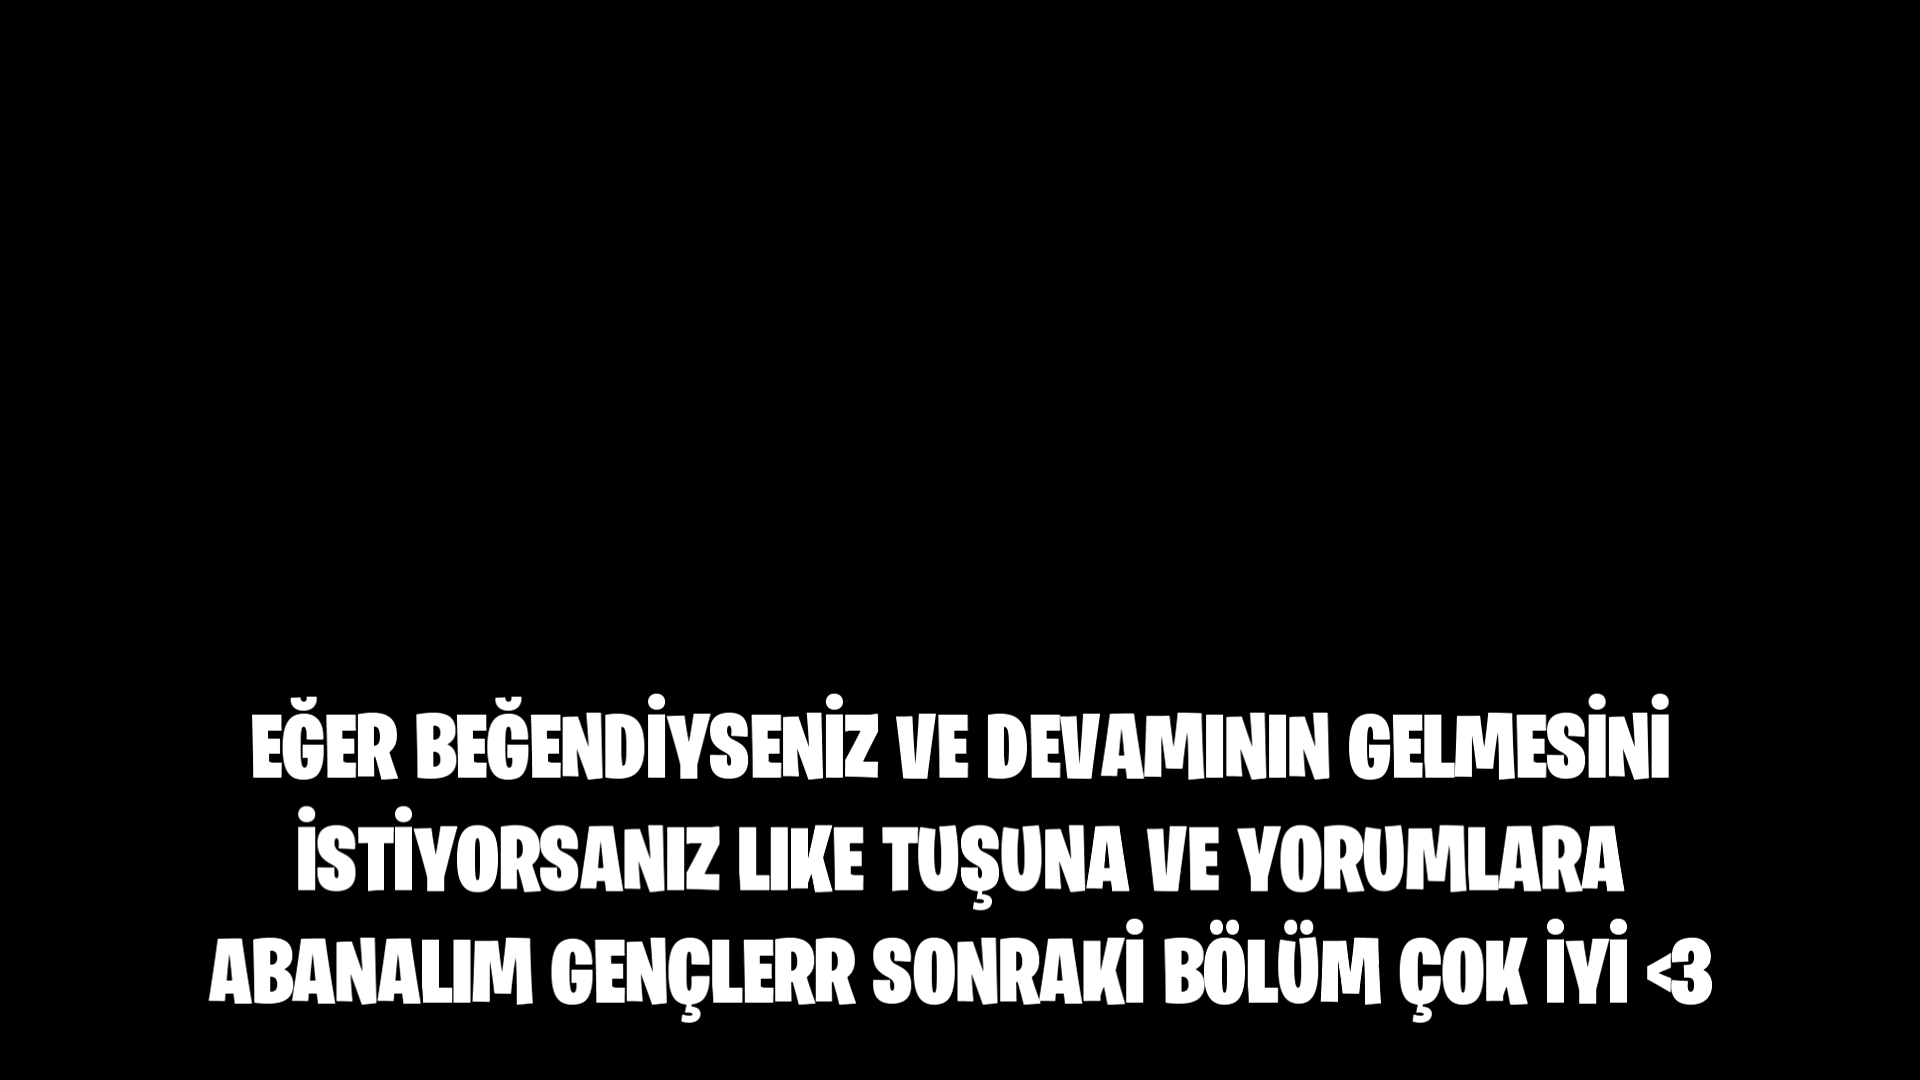 EĞER BEĞENDİYSENİZ VE DEVAMININ GELMESİNİ
İSTİYORSANIZ LIKE TUŞUNA VE YORUMLARA
ABANALIM GENÇLERR SONRAKİ BÖLÜM ÇOK İYİ <3